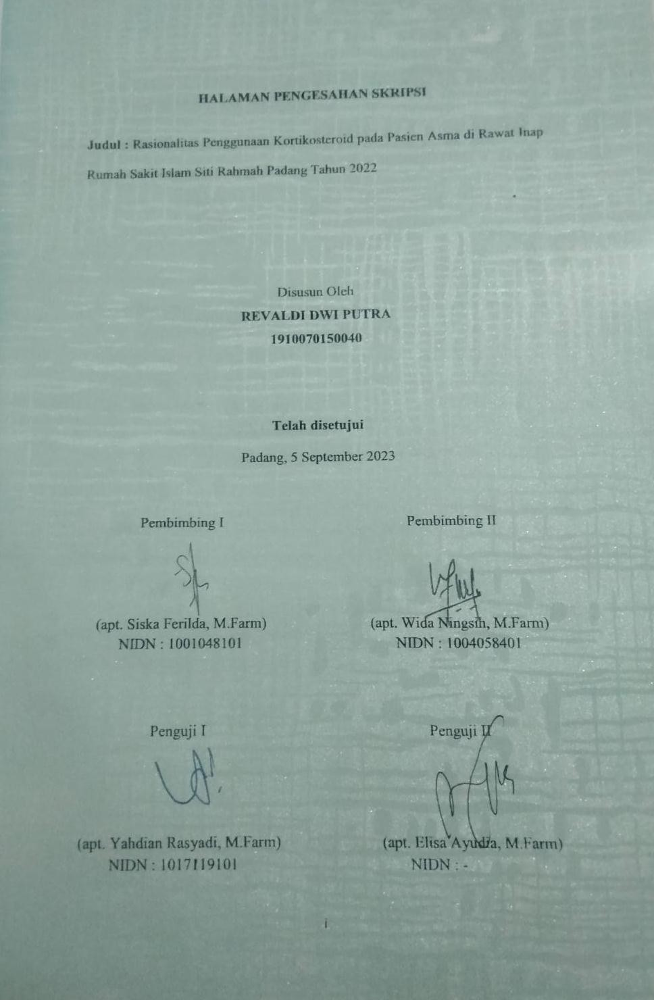 HALAMAN PENGESAHAN SKRIPSI
Judul : Rasionalitas Penggunaan Kortikosteroid pada Pasien Asma di Rawat Inap
Rumah Sakit Islam Siti Rahmah Padang Tahun 2022
Disusun Oleh
REVALDI DWI PUTRA
1910070150040
Telah disetujui
Padang, 5 September 2023
Pembimbing I
Pembimbing II
(apt. Siska Ferilda, M.Farm)
(apt. Wida Ningsih, M.Farm)
NIDN : 1001048101
NIDN : 1004058401
Penguji I
Penguji II
(apt. Yahdian Rasyadi, M.Farm)
(apt. Elisa Ayudia, M.Farm)
NIDN : 1017119101
NIDN : -
i